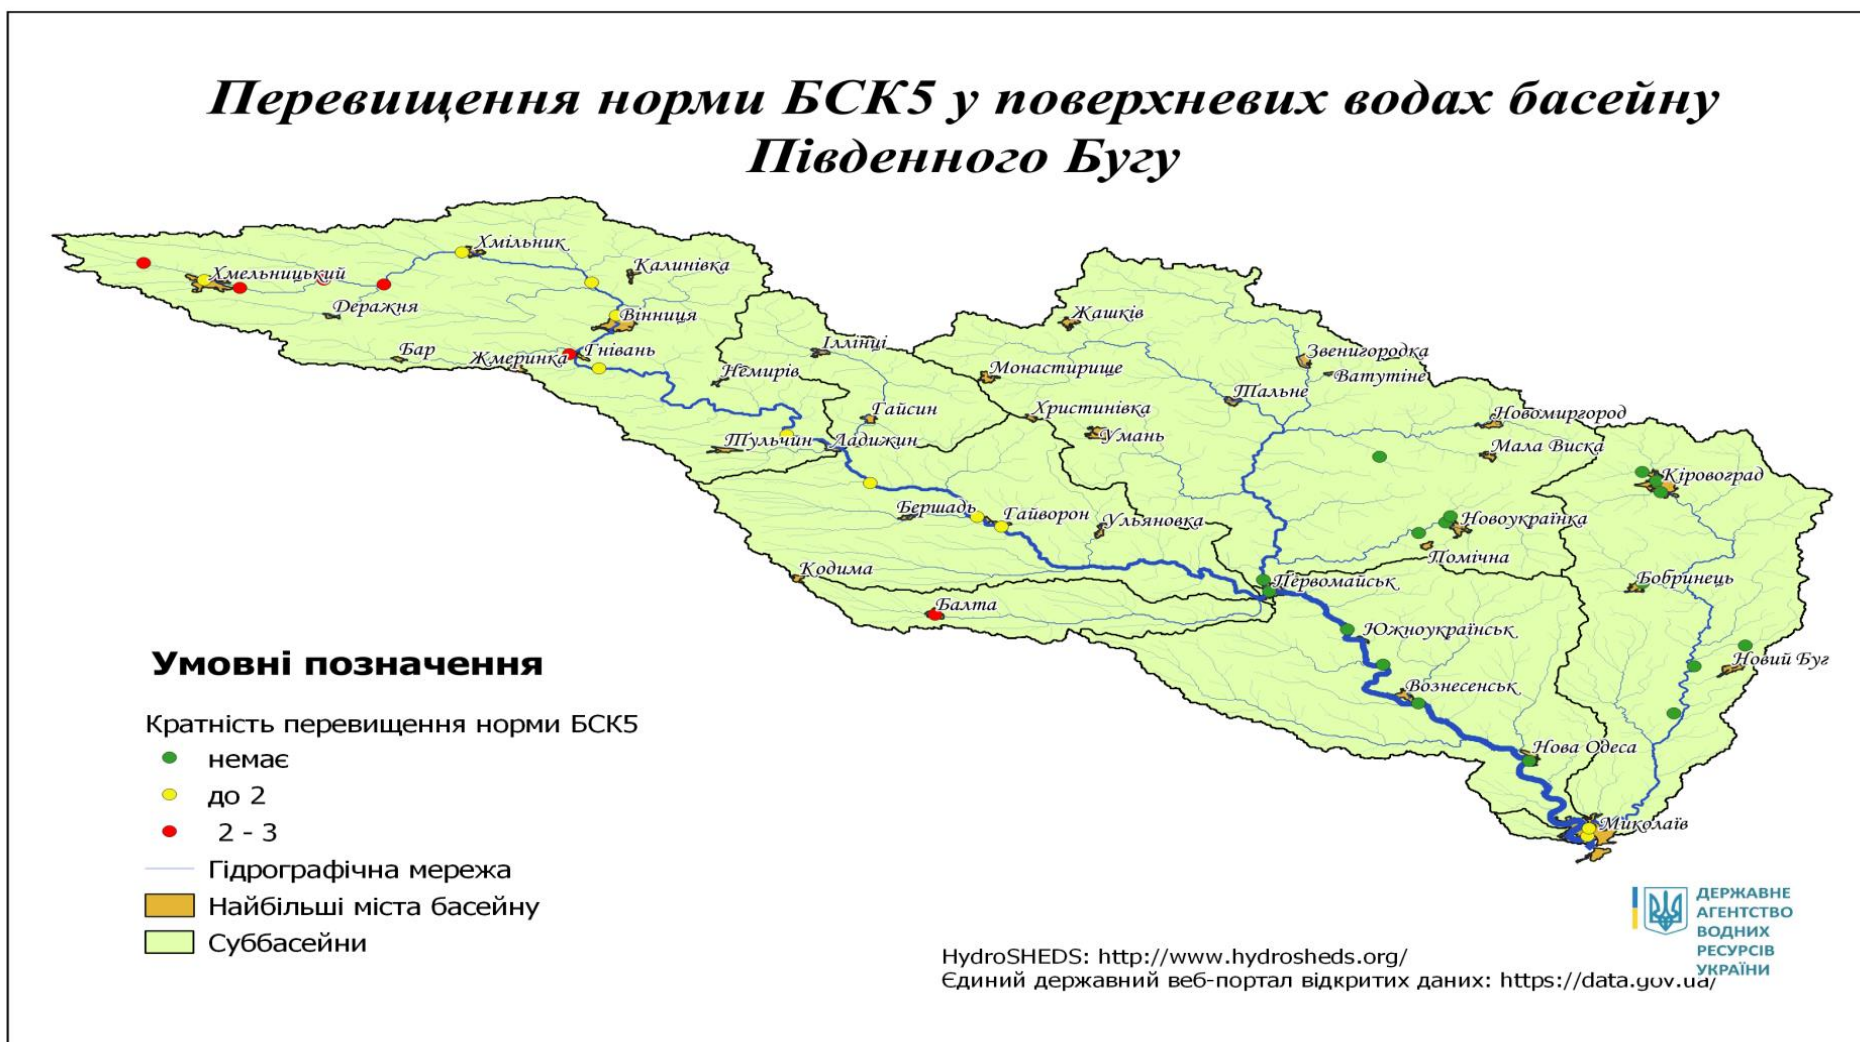 Перевищення норми БСК5 у поверхневих водах басейну
Південного Бугу
Хмільник
Хмельницький
Калинівка
Деражня
Вінниця
Бар
Жмеринка
Гнівань
Немирів
Іллінці
Гайсин
Тульчин
Ладижин
Бершадь
Гайворон
Ульяновка
Кодима
Балта
Жашків
Монастирище
Христинівка
Умань
Звенигородка
Ватутіне
Тальне
Новомиргород
Мала Виска
Кіровоград
Новоукраїнка
Помічна
Первомайськ
Бобринець
Южноукраїнськ
Новий Буг
Вознесенськ
Нова Одеса
Миколаїв
Умовні позначення
Кратність перевищення норми БСК5
немає
до 2
2 - 3
Гідрографічна мережа
Найбільші міста басейну
Суббасейни
ДЕРЖАВНЕ
АГЕНТСТВО
ВОДНИХ
РЕСУРСІВ
УКРАЇНИ
HydroSHEDS: http://www.hydrosheds.org/
Єдиний державний веб-портал відкритих даних: https://data.gov.ua/